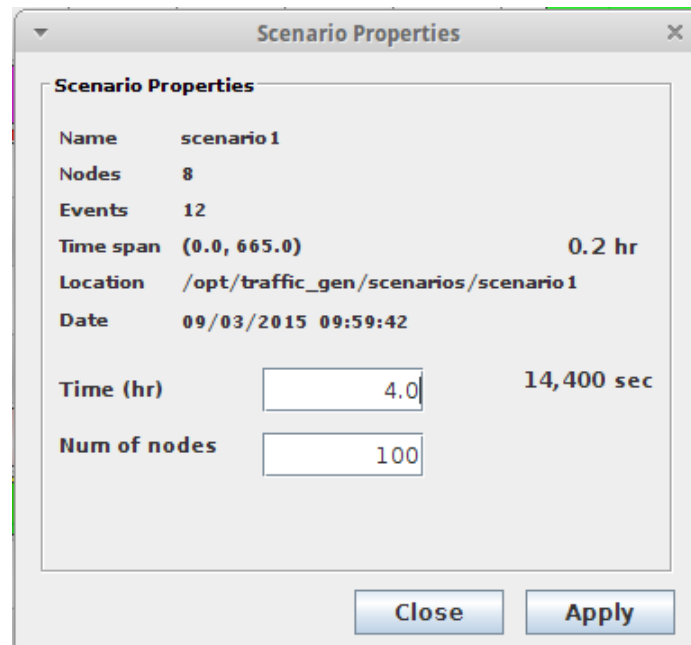 Scenario Properties
Scenario Properties
Name scenario1
Nodes 8
Events 12
Time span (0.0, 665.0) 0.2 hr
Location /opt/traffic_gen/scenarios/scenario1
Date 09/03/2015 09:59:42
Time (hr) 4.0 14,400 sec
Num of nodes 100
Close Apply